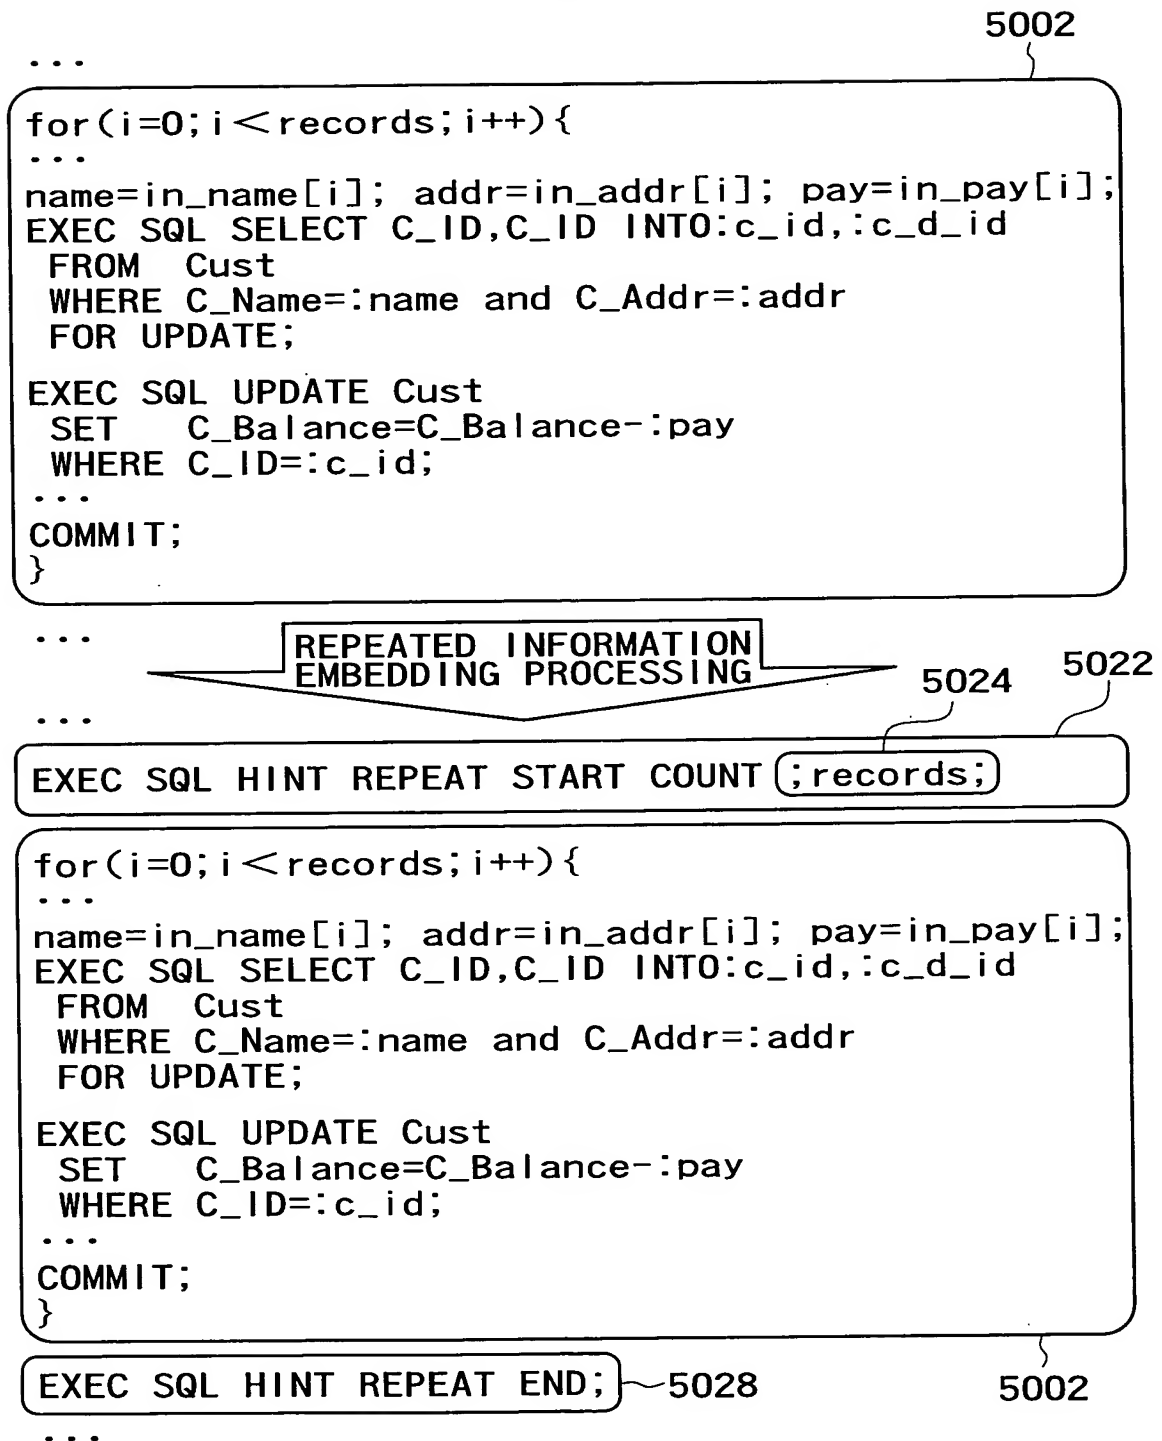 5002
...
for(i=0;i<records;i++){
...
name=in_name[i]; addr=in_addr[i]; pay=in_pay[i];
EXEC SQL SELECT C_ID,C_ID INTO:c_id,:c_d_id
FROM Cust
WHERE C_Name=:name and C_Addr=:addr
FOR UPDATE;
EXEC SQL UPDATE Cust
SET C_Balance=C_Balance-:pay
WHERE C_ID=:c_id;
...
COMMIT;
}
...
REPEATED INFORMATION
EMBEDDING PROCESSING
5024
5022
...
EXEC SQL HINT REPEAT START COUNT ;records;
for(i=0;i<records;i++){
...
name=in_name[i]; addr=in_addr[i]; pay=in_pay[i];
EXEC SQL SELECT C_ID,C_ID INTO:c_id,:c_d_id
FROM Cust
WHERE C_Name=:name and C_Addr=:addr
FOR UPDATE;
EXEC SQL UPDATE Cust
SET C_Balance=C_Balance-:pay
WHERE C_ID=:c_id;
...
COMMIT;
}
EXEC SQL HINT REPEAT END;
5028
5002
...